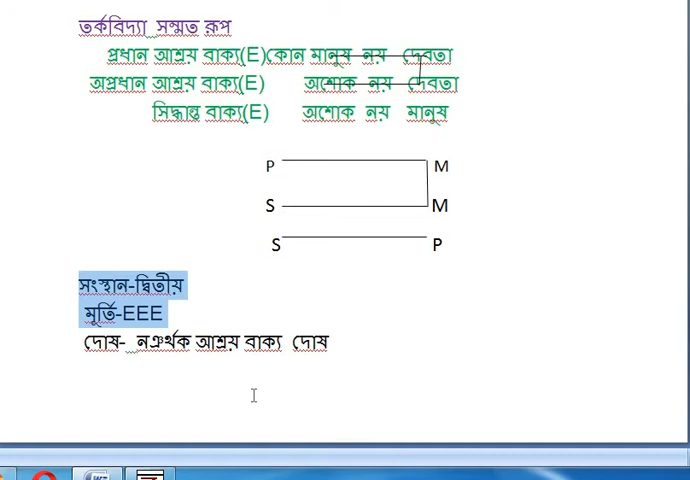 তর্কবিদ্যা সম্মত রূপ
প্রধান আশ্রয় বাক্য(E)কোন মানুষ নয় দেবতা
অপ্রধান আশ্রয় বাক্য(E) অশোক নয় দেবতা
সিদ্ধান্ত বাক্য(E) অশোক নয় মানুষ
P M
S M
S P
সংস্থান-দ্বিতীয়
মূর্তি-EEE
দোষ- নঞর্থক আশ্রয় বাক্য দোষ